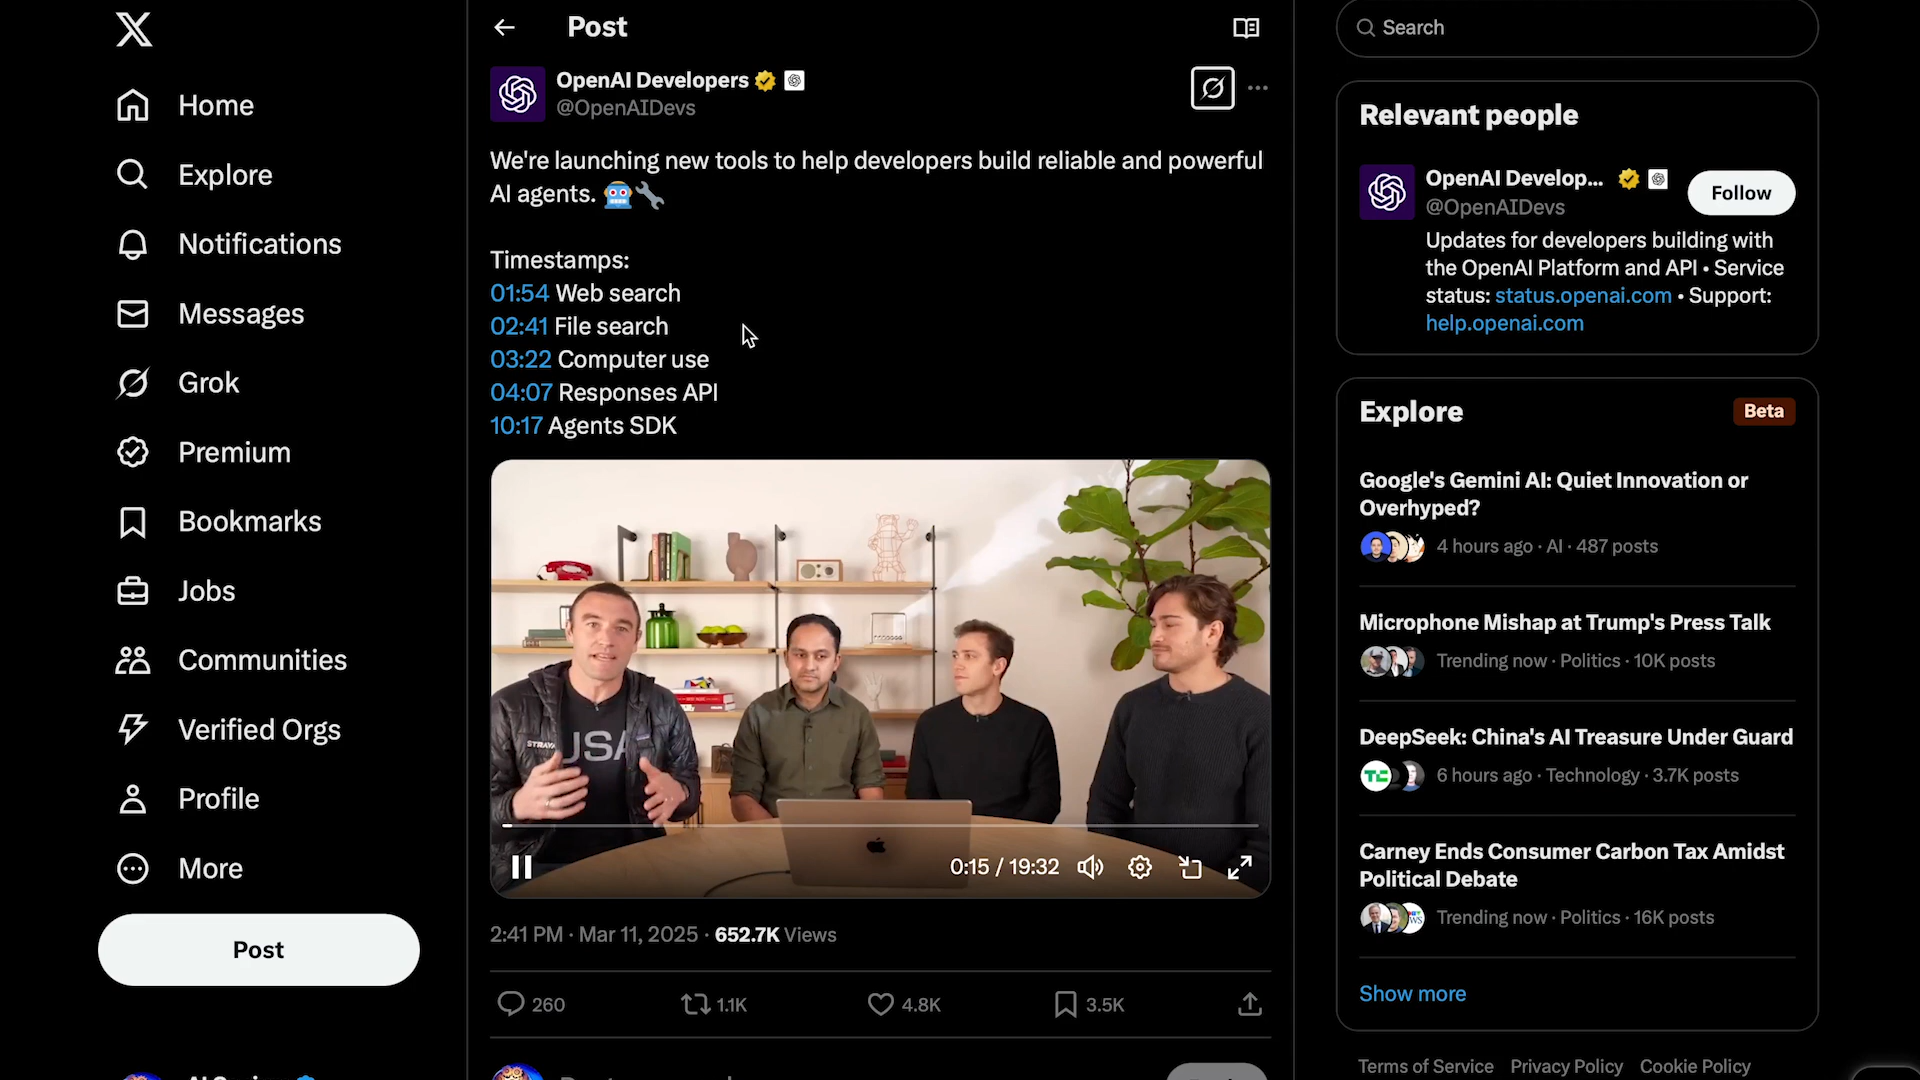 Home
Explore
Notifications
Messages
Grok
Premium
Bookmarks
Jobs
Communities
Verified Orgs
Profile
More
Post
Post
OpenAI Developers
@OpenAIDevs
We're launching new tools to help developers build reliable and powerful
AI agents. 🤖🔧
Timestamps:
01:54 Web search
02:41 File search
03:22 Computer use
04:07 Responses API
10:17 Agents SDK
STRAVA
USA
0:15 / 19:32
2:41 PM · Mar 11, 2025 · 652.7K Views
260
1.1K
4.8K
3.5K
Search
Relevant people
OpenAI Develop...
@OpenAIDevs
Follow
Updates for developers building with
the OpenAI Platform and API • Service
status: status.openai.com • Support:
help.openai.com
Explore
Beta
Google's Gemini AI: Quiet Innovation or
Overhyped?
4 hours ago · AI · 487 posts
Microphone Mishap at Trump's Press Talk
Trending now · Politics · 10K posts
DeepSeek: China's AI Treasure Under Guard
6 hours ago · Technology · 3.7K posts
Carney Ends Consumer Carbon Tax Amidst
Political Debate
Trending now · Politics · 16K posts
Show more
Terms of Service Privacy Policy Cookie Policy